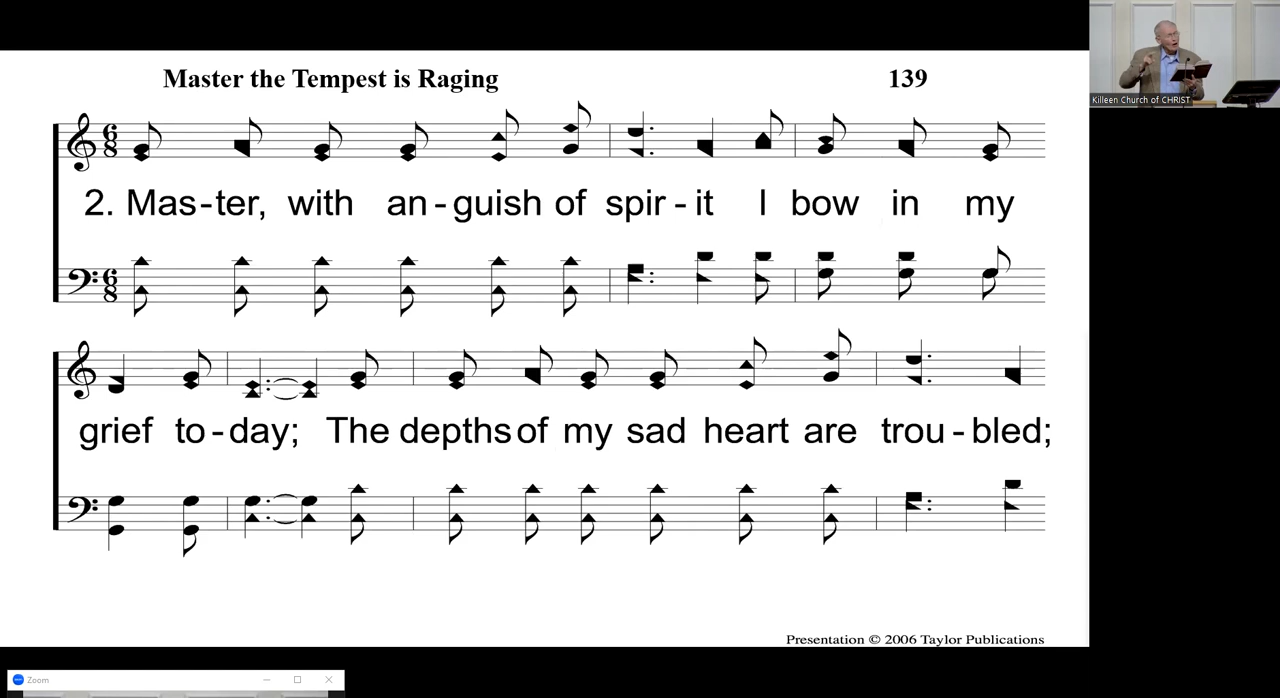 Master the Tempest is Raging 139
2. Mas-ter, with an-guish of spir-it I bow in my
grief to-day; The depths of my sad heart are trou-bled;
Presentation © 2006 Taylor Publications
Killeen Church of CHRIST
Zoom